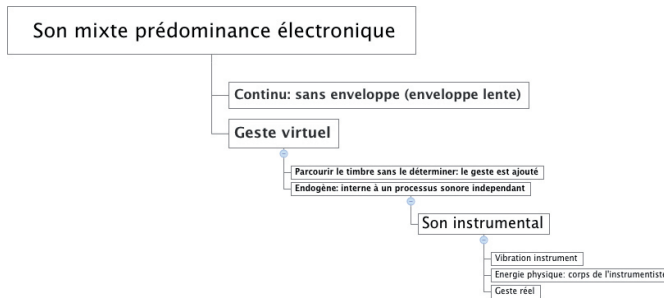 Son mixte prédominance électronique
Continu: sans enveloppe (enveloppe lente)
Geste virtuel
Parcourir le timbre sans le déterminer: le geste est ajouté
Endogène: interne à un processus sonore independant
Son instrumental
Vibration instrument
Energie physique: corps de l'instrumentiste
Geste réel